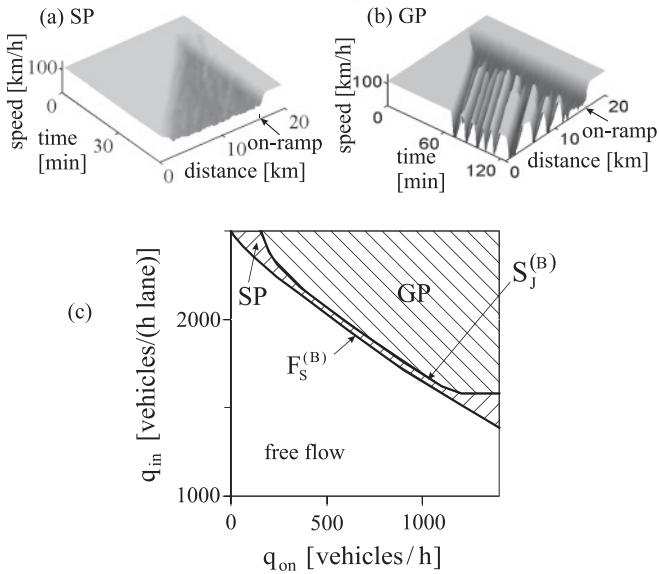 (a) SP
speed [km/h]
100
0
30
time
[min]
0
10
20
on-ramp
distance [km]
(b) GP
speed [km/h]
100
0
60
120
time
[min]
0
10
20
on-ramp
distance [km]
(c)
q_in [vehicles/(h lane)]
2000
1000
SP
GP
S_J^(B)
F_S^(B)
free flow
0
500
1000
q_on [vehicles/h]